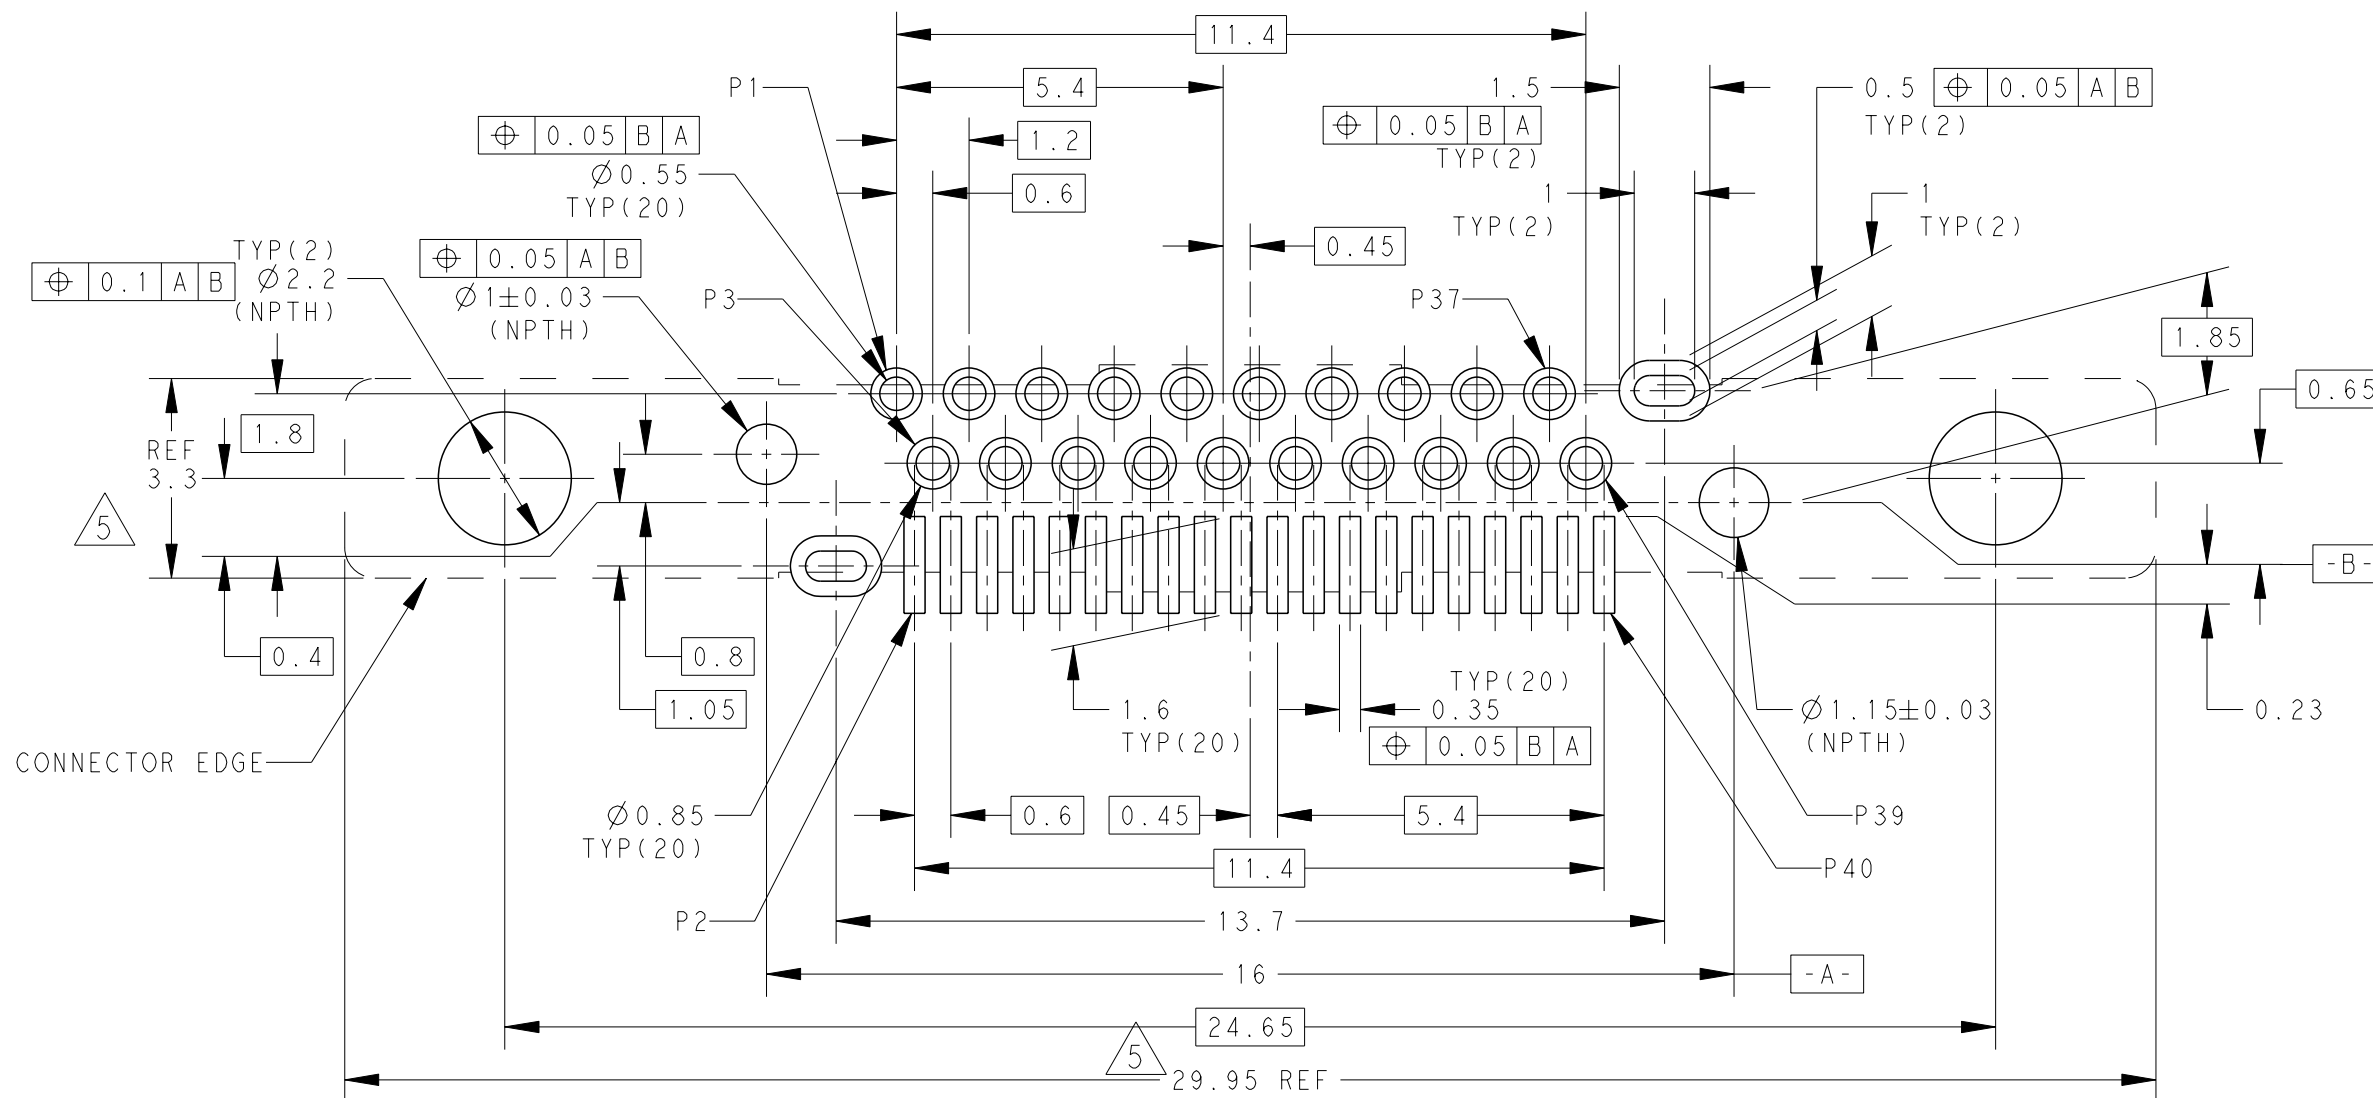 11.4
P1
5.4
1.5
0.5 ⌖ 0.05 A B
TYP(2)
⌖ 0.05 B A
TYP(2)
⌖ 0.05 B A
Ø0.55
TYP(20)
1.2
0.6
1
TYP(2)
1
TYP(2)
TYP(2)
⌖ 0.1 A B Ø2.2
(NPTH)
⌖ 0.05 A B
Ø1±0.03
(NPTH)
0.45
P3
P37
1.85
0.65
1.8
REF
3.3
5
-B-
0.4
0.8
1.05
1.6
TYP(20)
TYP(20)
0.35
⌖ 0.05 B A
Ø1.15±0.03
(NPTH)
0.23
CONNECTOR EDGE
Ø0.85
TYP(20)
0.6
0.45
5.4
P39
11.4
P40
P2
13.7
16
-A-
24.65
5
29.95 REF